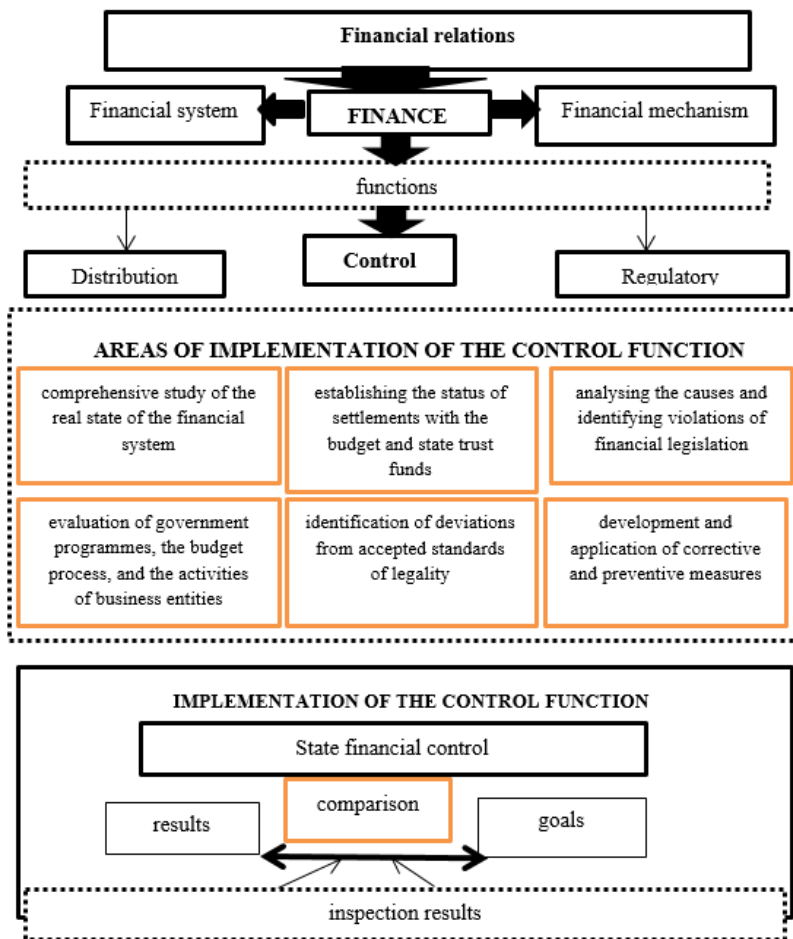 Financial relations
Financial system
FINANCE
Financial mechanism
functions
Distribution
Control
Regulatory
AREAS OF IMPLEMENTATION OF THE CONTROL FUNCTION
comprehensive study of the
real state of the financial
system
establishing the status of
settlements with the
budget and state trust
funds
analysing the causes and
identifying violations of
financial legislation
evaluation of government
programmes, the budget
process, and the activities
of business entities
identification of deviations
from accepted standards
of legality
development and
application of corrective
and preventive measures
IMPLEMENTATION OF THE CONTROL FUNCTION
State financial control
results
comparison
goals
inspection results